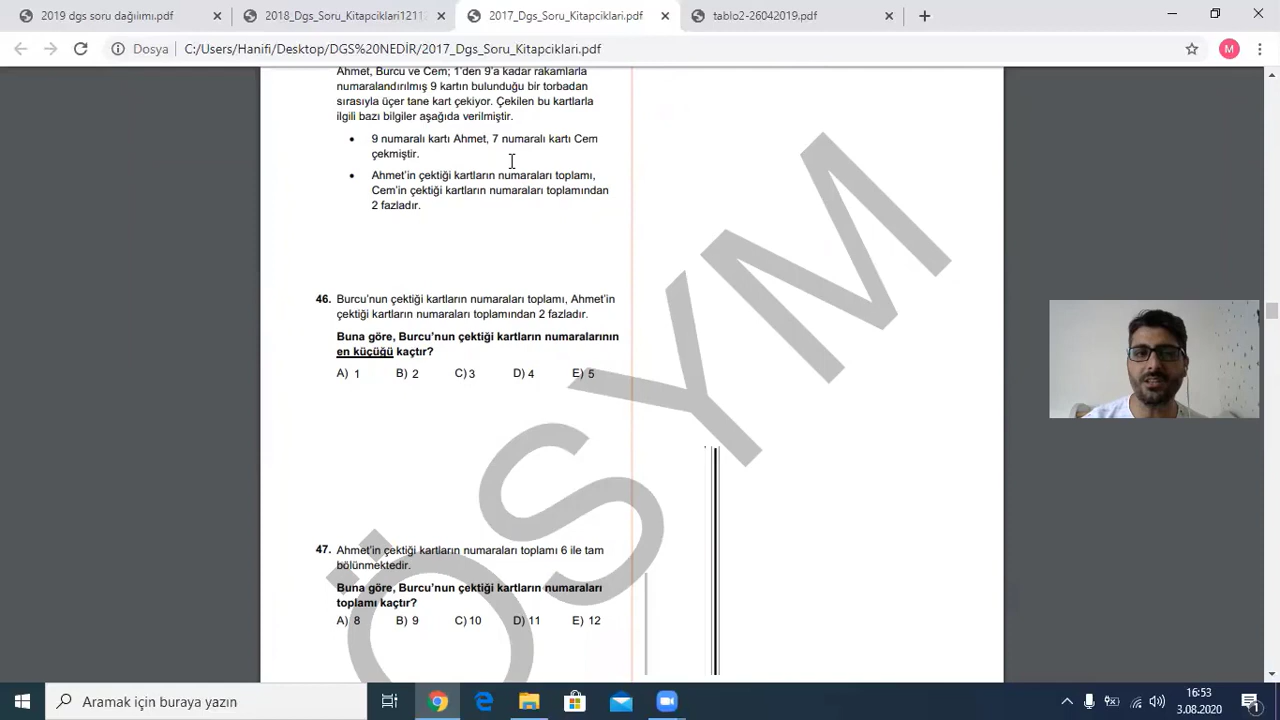 2019 dgs soru dağılımı.pdf
2018_Dgs_Soru_Kitapciklari1211
2017_Dgs_Soru_Kitapciklari.pdf
tablo2-26042019.pdf
Dosya
C:/Users/Hanifi/Desktop/DGS%20NEDİR/2017_Dgs_Soru_Kitapciklari.pdf
M
Ahmet, Burcu ve Cem; 1’den 9’a kadar rakamlarla
numaralandırılmış 9 kartın bulunduğu bir torbadan
sırasıyla üçer tane kart çekiyor. Çekilen bu kartlarla
ilgili bazı bilgiler aşağıda verilmiştir.
• 9 numaralı kartı Ahmet, 7 numaralı kartı Cem
çekmiştir.
• Ahmet’in çektiği kartların numaraları toplamı,
Cem’in çektiği kartların numaraları toplamından
2 fazladır.
46. Burcu’nun çektiği kartların numaraları toplamı, Ahmet’in
çektiği kartların numaraları toplamından 2 fazladır.
Buna göre, Burcu’nun çektiği kartların numaralarının
en küçüğü kaçtır?
A) 1 B) 2 C) 3 D) 4 E) 5
47. Ahmet’in çektiği kartların numaraları toplamı 6 ile tam
bölünmektedir.
Buna göre, Burcu’nun çektiği kartların numaraları
toplamı kaçtır?
A) 8 B) 9 C) 10 D) 11 E) 12
ÖSYM
Aramak için buraya yazın
16:53
3.08.2020
1